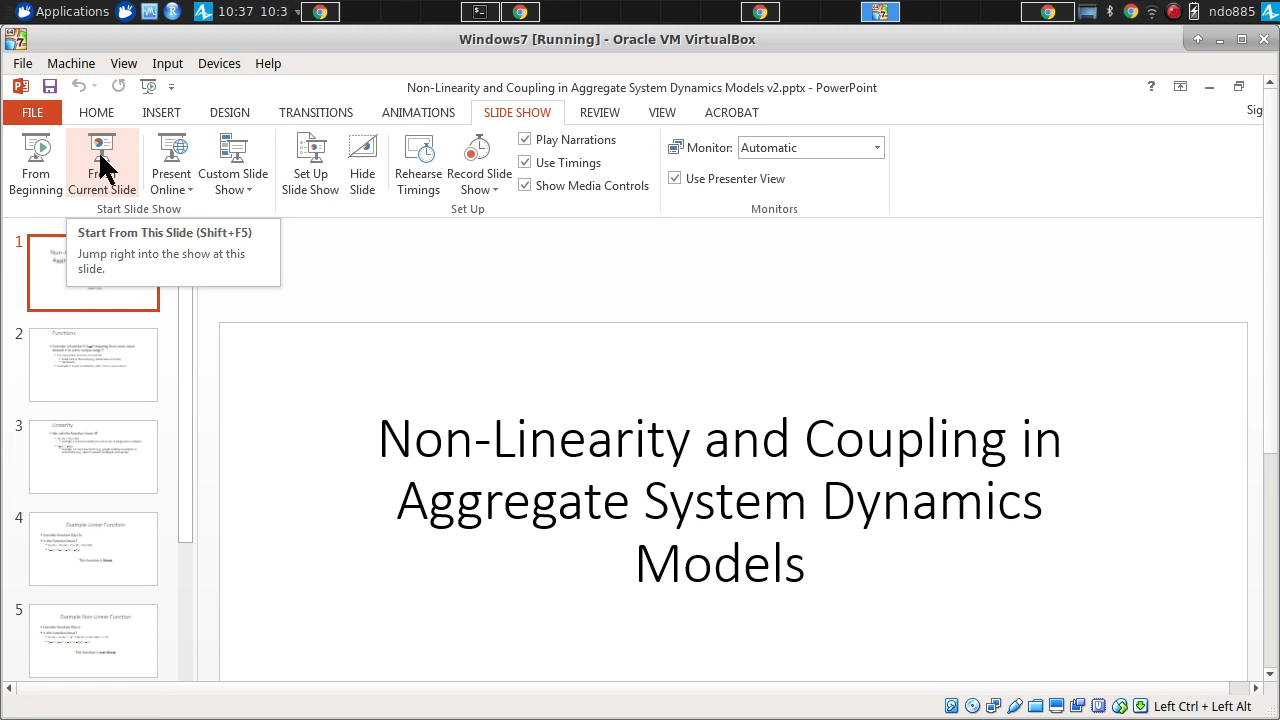 Applications 10:37 10:3 ndo885
Windows7 [Running] - Oracle VM VirtualBox
File Machine View Input Devices Help
Non-Linearity and Coupling in Aggregate System Dynamics Models v2.pptx - PowerPoint
FILE HOME INSERT DESIGN TRANSITIONS ANIMATIONS SLIDE SHOW REVIEW VIEW ACROBAT Sig
From Beginning
Current Slide
Present Online
Custom Slide Show
Set Up Slide Show
Hide Slide
Rehearse Timings
Record Slide Show
Play Narrations
Use Timings
Show Media Controls
Monitor: Automatic
Use Presenter View
Start Slide Show Set Up Monitors
Start From This Slide (Shift+F5)
Jump right into the show at this
slide.
1
2
Functions
3
Linearity
4
Example Linear Function
5
Example Non-Linear Function
Non-Linearity and Coupling in
Aggregate System Dynamics
Models
Left Ctrl + Left Alt